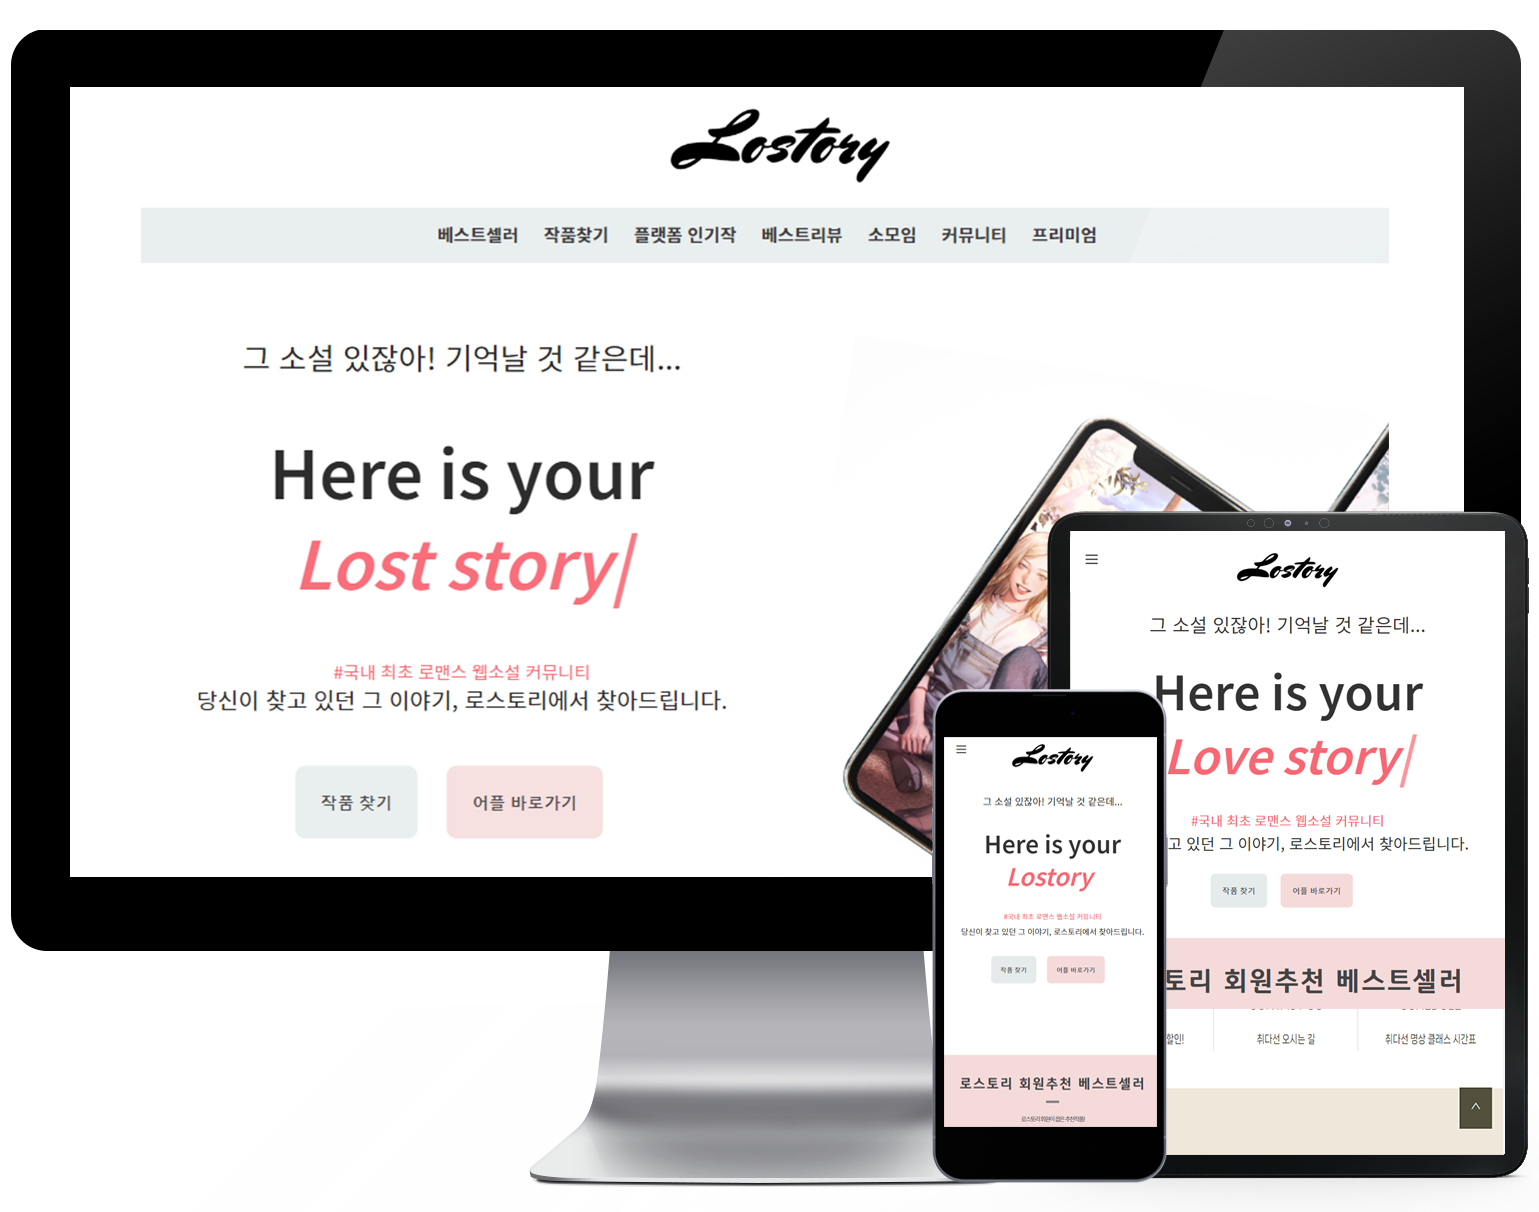 Lostory
베스트셀러 작품찾기 플랫폼 인기작 베스트리뷰 소모임 커뮤니티 프리미엄
그 소설 있잖아! 기억날 것 같은데...
Here is your
Lost story|
#국내 최초 로맨스 웹소설 커뮤니티
당신이 찾고 있던 그 이야기, 로스토리에서 찾아드립니다.
작품 찾기 어플 바로가기
Lostory
그 소설 있잖아! 기억날 것 같은데...
Here is your
Love story|
#국내 최초 로맨스 웹소설 커뮤니티
고 있던 그 이야기, 로스토리에서 찾아드립니다.
작품 찾기 어플 바로가기
토리 회원추천 베스트셀러
할인! 취다선 오시는 길 취다선 명상 클래스 시간표
Lostory
그 소설 있잖아! 기억날 것 같은데...
Here is your
Lostory
#국내 최초 로맨스 웹소설 커뮤니티
당신이 찾고 있던 그 이야기, 로스토리에서 찾아드립니다.
작품 찾기 어플 바로가기
로스토리 회원추천 베스트셀러
로스토리 회원이 뽑은 추천작품!